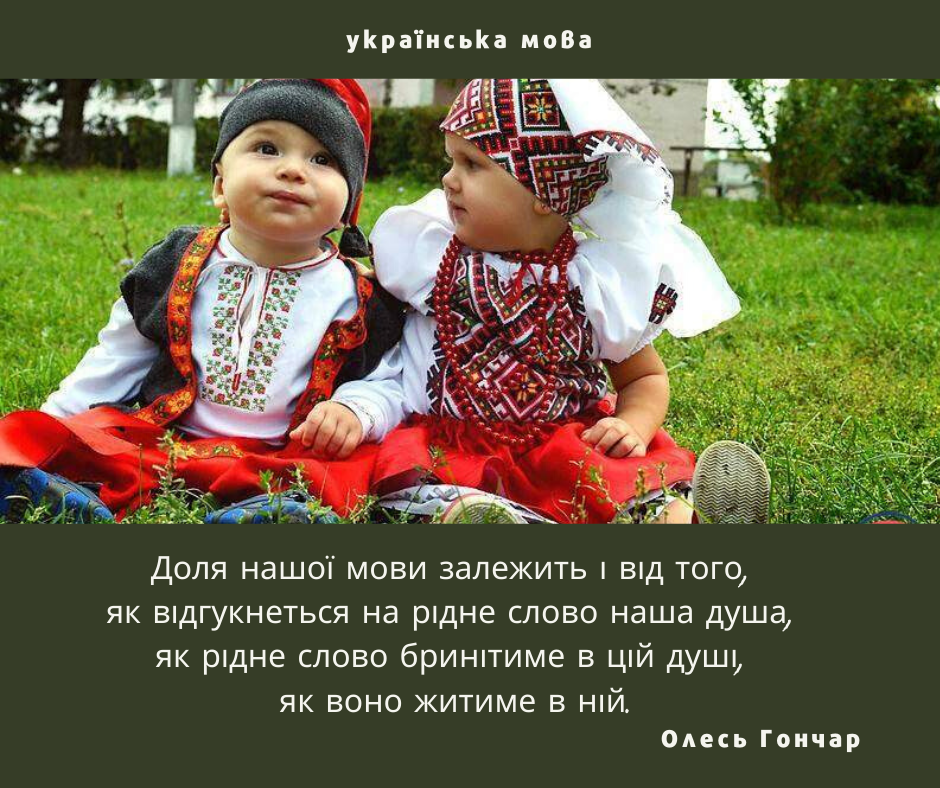 українська мова
Доля нашої мови залежить і від того,
як відгукнеться на рідне слово наша душа,
як рідне слово бринітиме в цій душі,
як воно житиме в ній.
Олесь Гончар